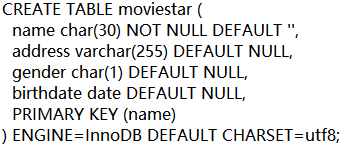 CREATE TABLE moviestar (
name char(30) NOT NULL DEFAULT '',
address varchar(255) DEFAULT NULL,
gender char(1) DEFAULT NULL,
birthdate date DEFAULT NULL,
PRIMARY KEY (name)
) ENGINE=InnoDB DEFAULT CHARSET=utf8;